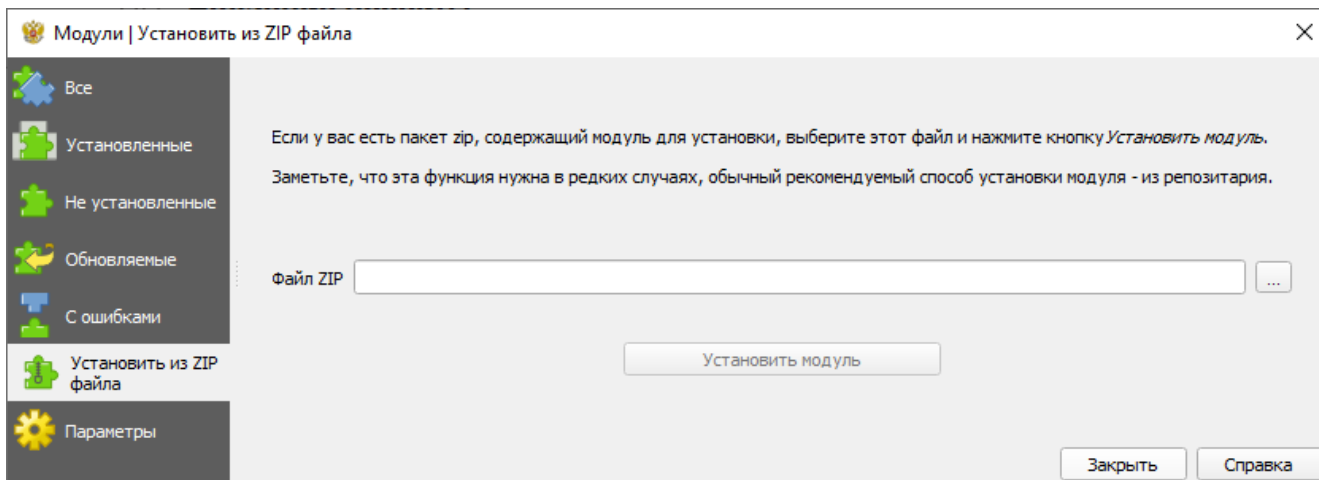 Модули | Установить из ZIP файла
Все
Установленные
Не установленные
Обновляемые
С ошибками
Установить из ZIP
файла
Параметры
Если у вас есть пакет zip, содержащий модуль для установки, выберите этот файл и нажмите кнопку Установить модуль.
Заметьте, что эта функция нужна в редких случаях, обычный рекомендуемый способ установки модуля - из репозитария.
Файл ZIP
...
Установить модуль
Закрыть
Справка